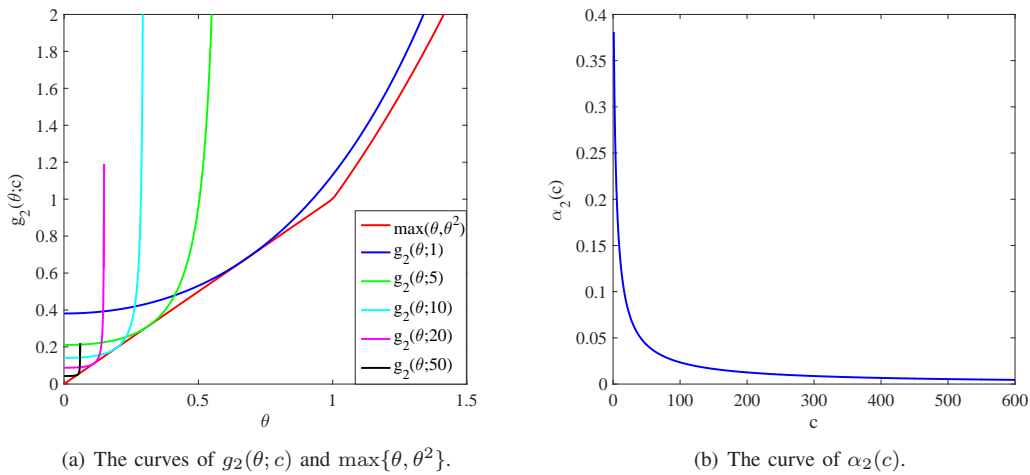 2
1.8
1.6
1.4
1.2
1
0.8
0.6
0.4
0.2
0
g₂(θ;c)
0 0.5 1 1.5
θ
max(θ,θ²)
g₂(θ;1)
g₂(θ;5)
g₂(θ;10)
g₂(θ;20)
g₂(θ;50)
(a) The curves of g₂(θ; c) and max{θ, θ²}.
0.4
0.35
0.3
0.25
0.2
0.15
0.1
0.05
0
α₂(c)
0 100 200 300 400 500 600
c
(b) The curve of α₂(c).